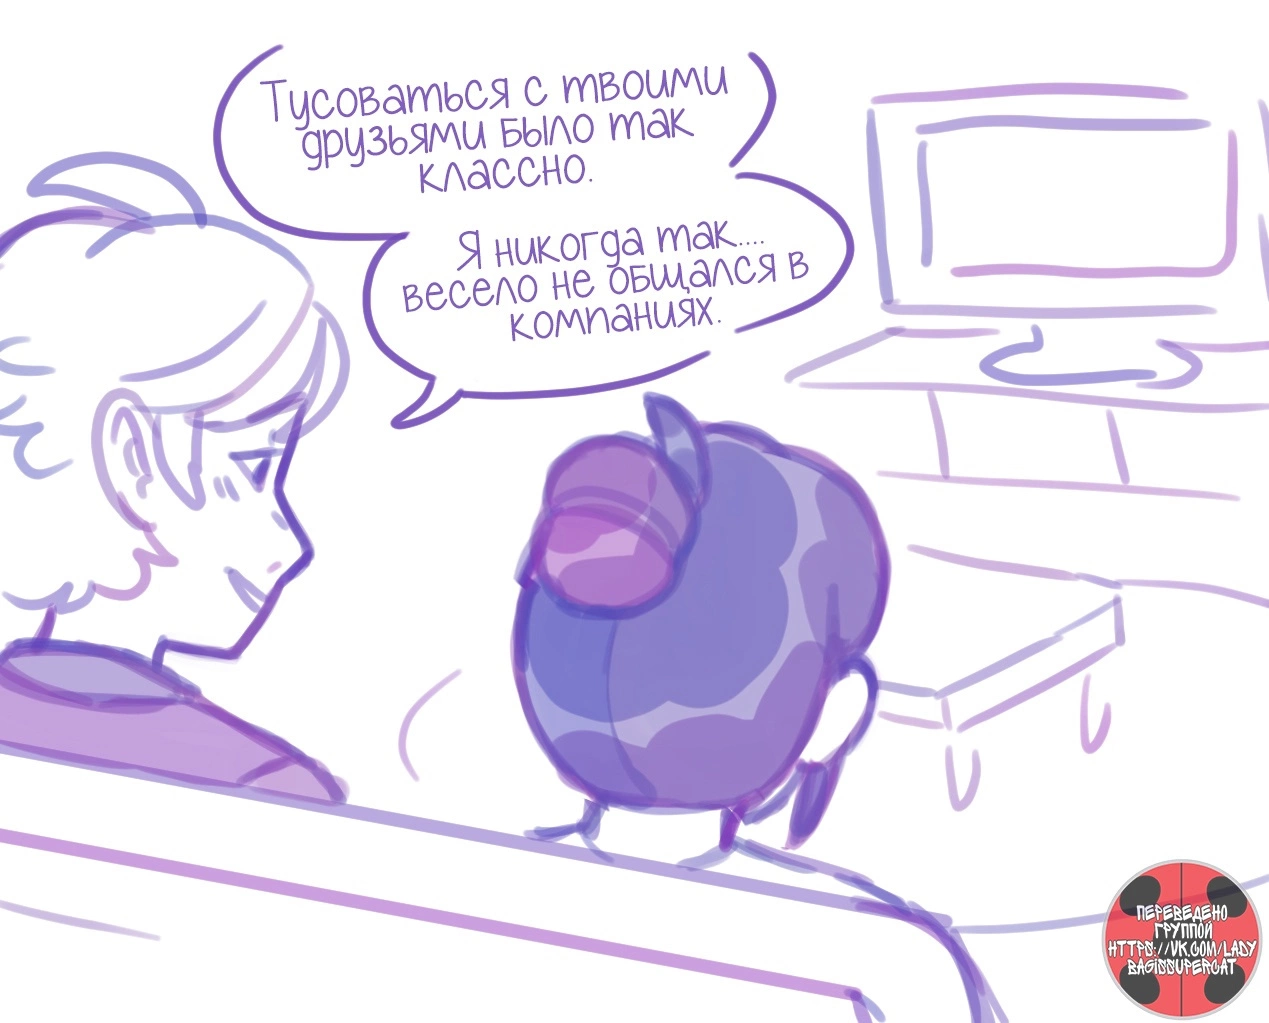 Тусоваться с твоими
друзьями было так
классно.
Я никогда так....
весело не общался в
компаниях.
ПЕРЕВЕДЕНО
ГРУППОЙ
HTTPS://VK.COM/LADY
BAGISSUPERCAT